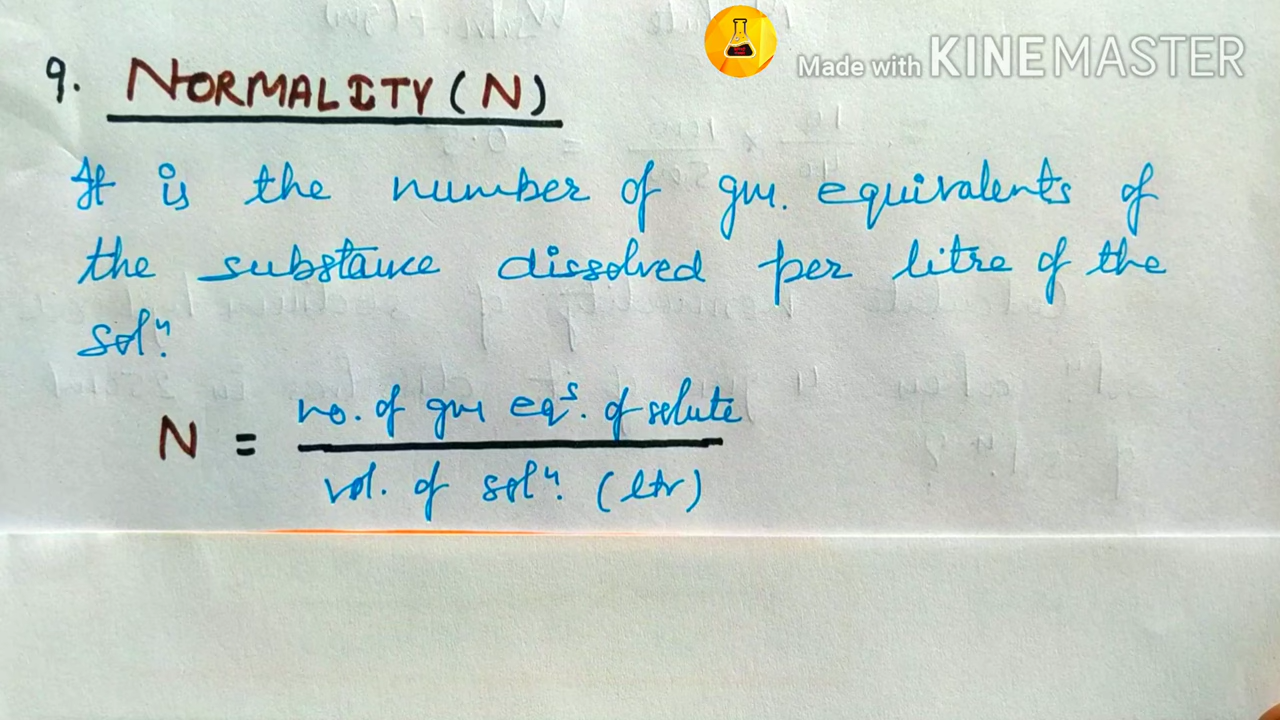 Made with KINEMASTER
9. NORMALITY (N)
It is the number of gm. equivalents of
the substance dissolved per litre of the
solⁿ.
N = no. of gm eqˢ. of solute
vol. of solⁿ. (ltr)